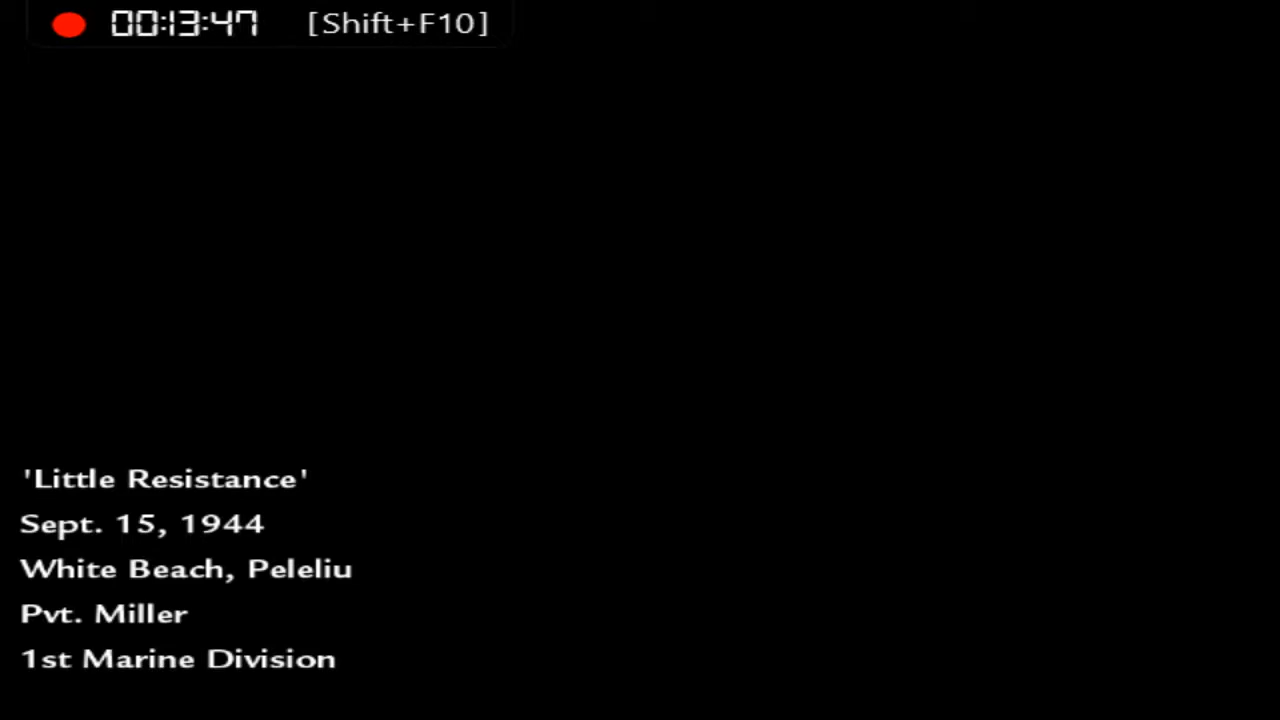 00:13:47 [Shift+F10]
'Little Resistance'
Sept. 15, 1944
White Beach, Peleliu
Pvt. Miller
1st Marine Division